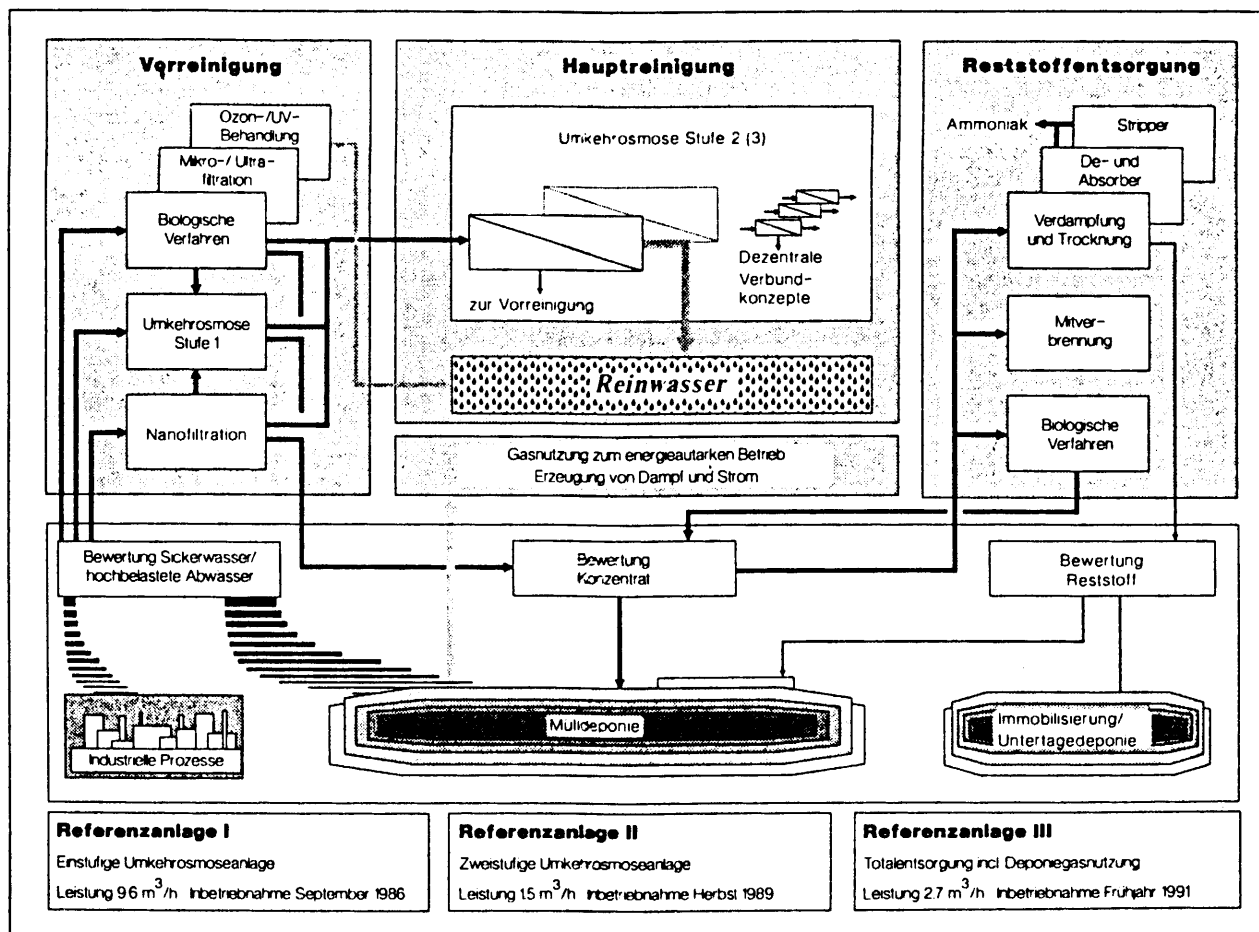 Vorreinigung
Ozon-/UV-
Behandlung
Mikro-/ Ultra-
filtration
Biologische
Verfahren
Umkehrosmose
Stufe 1
Nanofiltration
Hauptreinigung
Umkehrosmose Stufe 2 (3)
zur Vorreinigung
Dezentrale
Verbund-
konzepte
Reinwasser
Gasnutzung zum energieautarken Betrieb
Erzeugung von Dampf und Strom
Reststoffentsorgung
Ammoniak
Stripper
De- und
Absorber
Verdampfung
und Trocknung
Mitver-
brennung
Biologische
Verfahren
Bewertung Sickerwasser/
hochbelastete Abwasser
Bewertung
Konzentrat
Bewertung
Reststoff
Industrielle Prozesse
Mülldeponie
Immobilisierung/
Untertagedeponie
Referenzanlage I
Einstufige Umkehrosmoseanlage
Leistung 9.6 m³/h Inbetriebnahme September 1986
Referenzanlage II
Zweistufige Umkehrosmoseanlage
Leistung 1.5 m³/h Inbetriebnahme Herbst 1989
Referenzanlage III
Totalentsorgung incl. Deponiegasnutzung
Leistung 2.7 m³/h Inbetriebnahme Frühjahr 1991